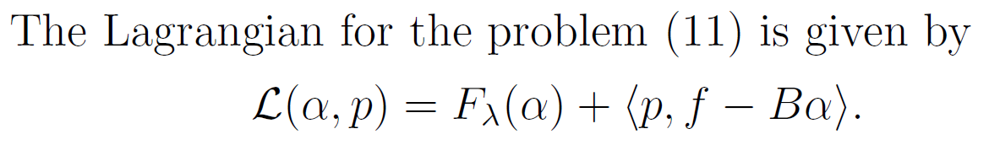 The Lagrangian for the problem (11) is given by
ℒ(α, p) = F_λ(α) + ⟨p, f − Bα⟩.